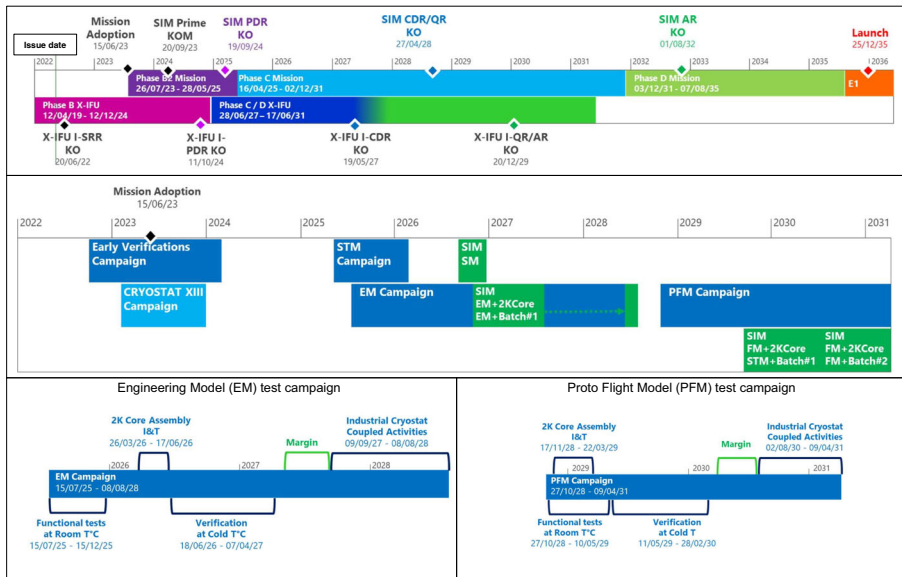 Mission
Adoption
15/06/23
SIM Prime
KOM
20/09/23
SIM PDR
KO
19/09/24
SIM CDR/QR
KO
27/04/28
SIM AR
KO
01/08/32
Launch
25/12/35
Issue date
2022 2023 2024 2025 2026 2027 2028 2029 2030 2031 2032 2033 2034 2035 2036
Phase B2 Mission
26/07/23 - 28/05/25
Phase C Mission
16/04/25 - 02/12/31
Phase D Mission
03/12/31 - 07/08/35
E1
Phase B X-IFU
12/04/19 - 12/12/24
Phase C / D X-IFU
28/06/27 – 17/06/31
X-IFU I-SRR
KO
20/06/22
X-IFU I-
PDR KO
11/10/24
X-IFU I-CDR
KO
19/05/27
X-IFU I-QR/AR
KO
20/12/29
Mission Adoption
15/06/23
2022 2023 2024 2025 2026 2027 2028 2029 2030 2031
Early Verifications
Campaign
STM
Campaign
SIM
SM
CRYOSTAT XIII
Campaign
EM Campaign
SIM
EM+2KCore
EM+Batch#1
PFM Campaign
SIM
FM+2KCore
STM+Batch#1
SIM
FM+2KCore
FM+Batch#2
Engineering Model (EM) test campaign
2K Core Assembly
I&T
26/03/26 - 17/06/26
Margin
Industrial Cryostat
Coupled Activities
09/09/27 - 08/08/28
2026 2027 2028
EM Campaign
15/07/25 - 08/08/28
Functional tests
at Room T°C
15/07/25 - 15/12/25
Verification
at Cold T°C
18/06/26 - 07/04/27
Proto Flight Model (PFM) test campaign
2K Core Assembly
I&T
17/11/28 - 22/03/29
Margin
Industrial Cryostat
Coupled Activities
02/08/30 - 09/04/31
2029 2030 2031
PFM Campaign
27/10/28 - 09/04/31
Functional tests
at Room T°C
27/10/28 - 10/05/29
Verification
at Cold T
11/05/29 - 28/02/30